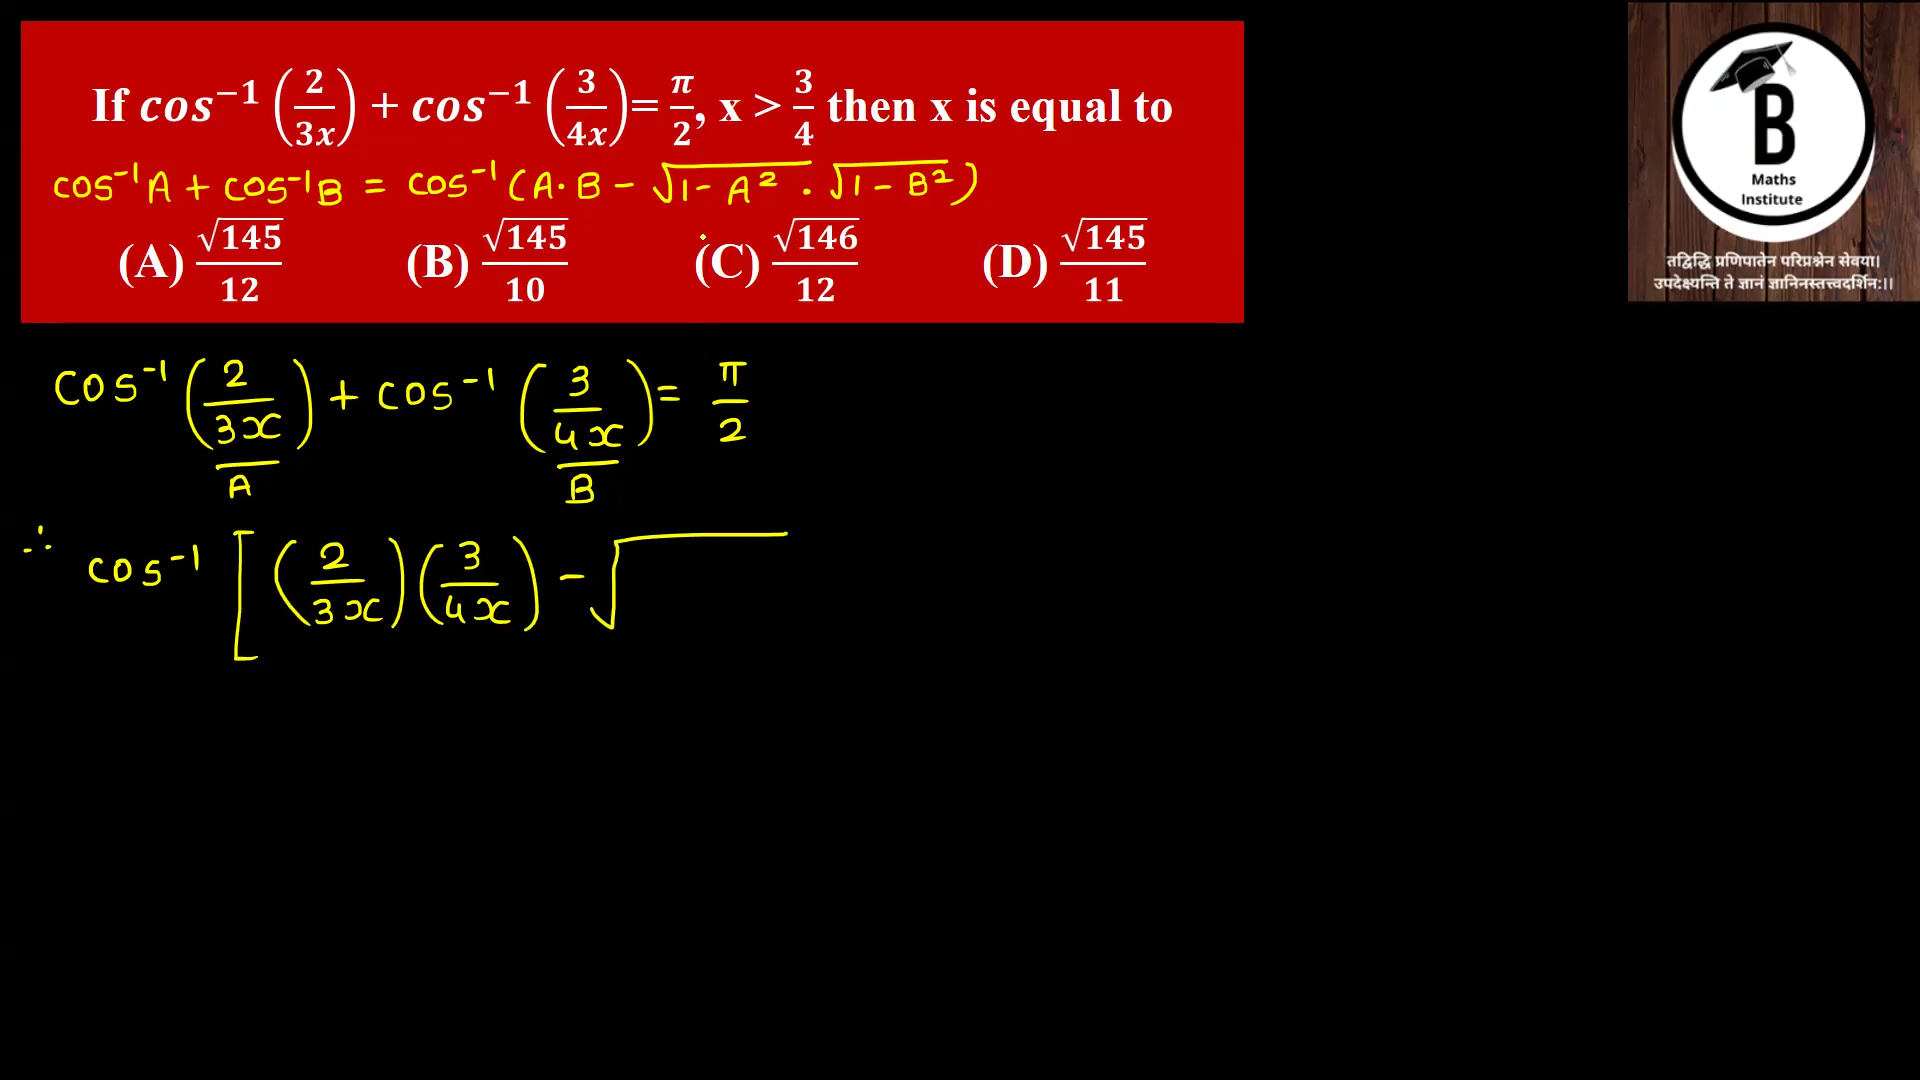 If cos⁻¹(2/3x) + cos⁻¹(3/4x) = π/2, x > 3/4 then x is equal to
cos⁻¹A + cos⁻¹B = cos⁻¹(A·B − √1−A² · √1−B²)
(A) √145/12 (B) √145/10 (C) √146/12 (D) √145/11
cos⁻¹(2/3x) + cos⁻¹(3/4x) = π/2
A B
∴ cos⁻¹[(2/3x)(3/4x) − √
B
Maths
Institute
तद्विद्धि प्रणिपातेन परिप्रश्नेन सेवया।
उपदेक्ष्यन्ति ते ज्ञानं ज्ञानिनस्तत्त्वदर्शिनः।।